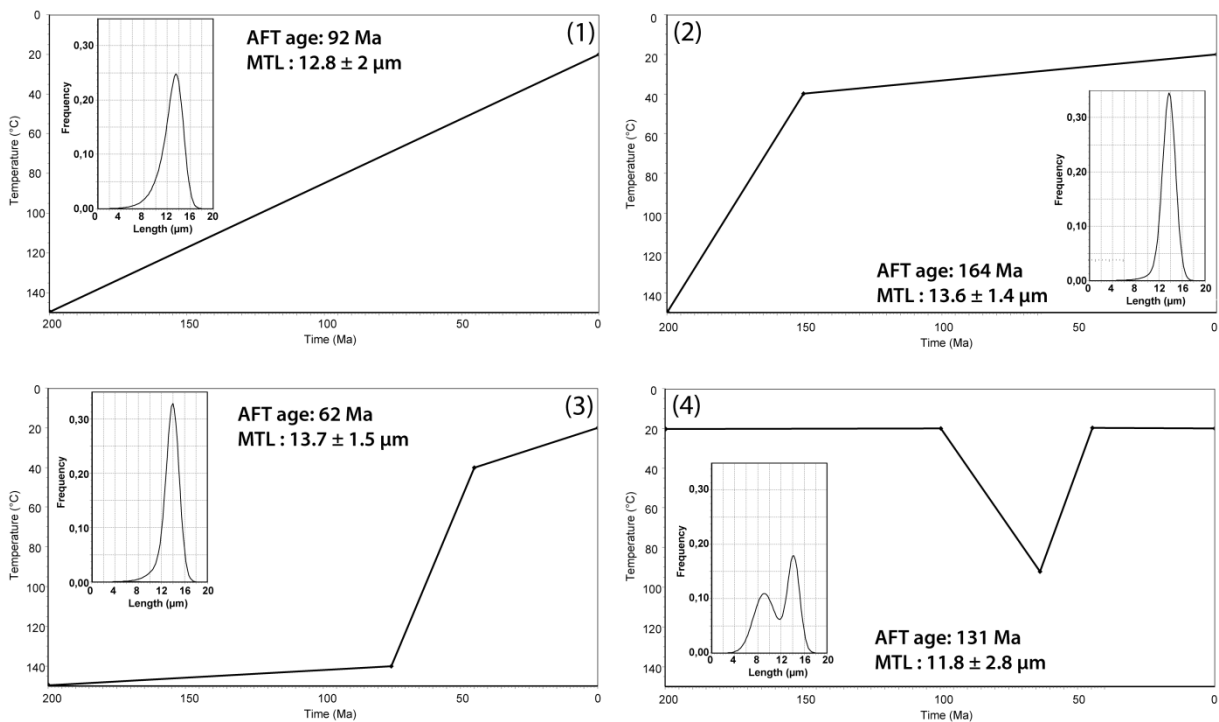 (1)
AFT age: 92 Ma
MTL : 12.8 ± 2 µm
0,30
0,20
0,10
0,00
Frequency
0 4 8 12 16 20
Length (µm)
0
20
40
60
80
100
120
140
Temperature (°C)
200 150 100 50 0
Time (Ma)
(2)
0,30
0,20
0,10
0,00
Frequency
0 4 8 12 16 20
Length (µm)
AFT age: 164 Ma
MTL : 13.6 ± 1.4 µm
0
20
40
60
80
100
120
140
Temperature (°C)
200 150 100 50 0
Time (Ma)
(3)
AFT age: 62 Ma
MTL : 13.7 ± 1.5 µm
0,30
0,20
0,10
0,00
Frequency
0 4 8 12 16 20
Length (µm)
0
20
40
60
80
100
120
140
Temperature (°C)
200 150 100 50 0
Time (Ma)
(4)
0,30
0,20
0,10
0,00
Frequency
0 4 8 12 16 20
Length (µm)
AFT age: 131 Ma
MTL : 11.8 ± 2.8 µm
0
20
40
60
80
100
120
140
Temperature (°C)
200 150 100 50 0
Time (Ma)